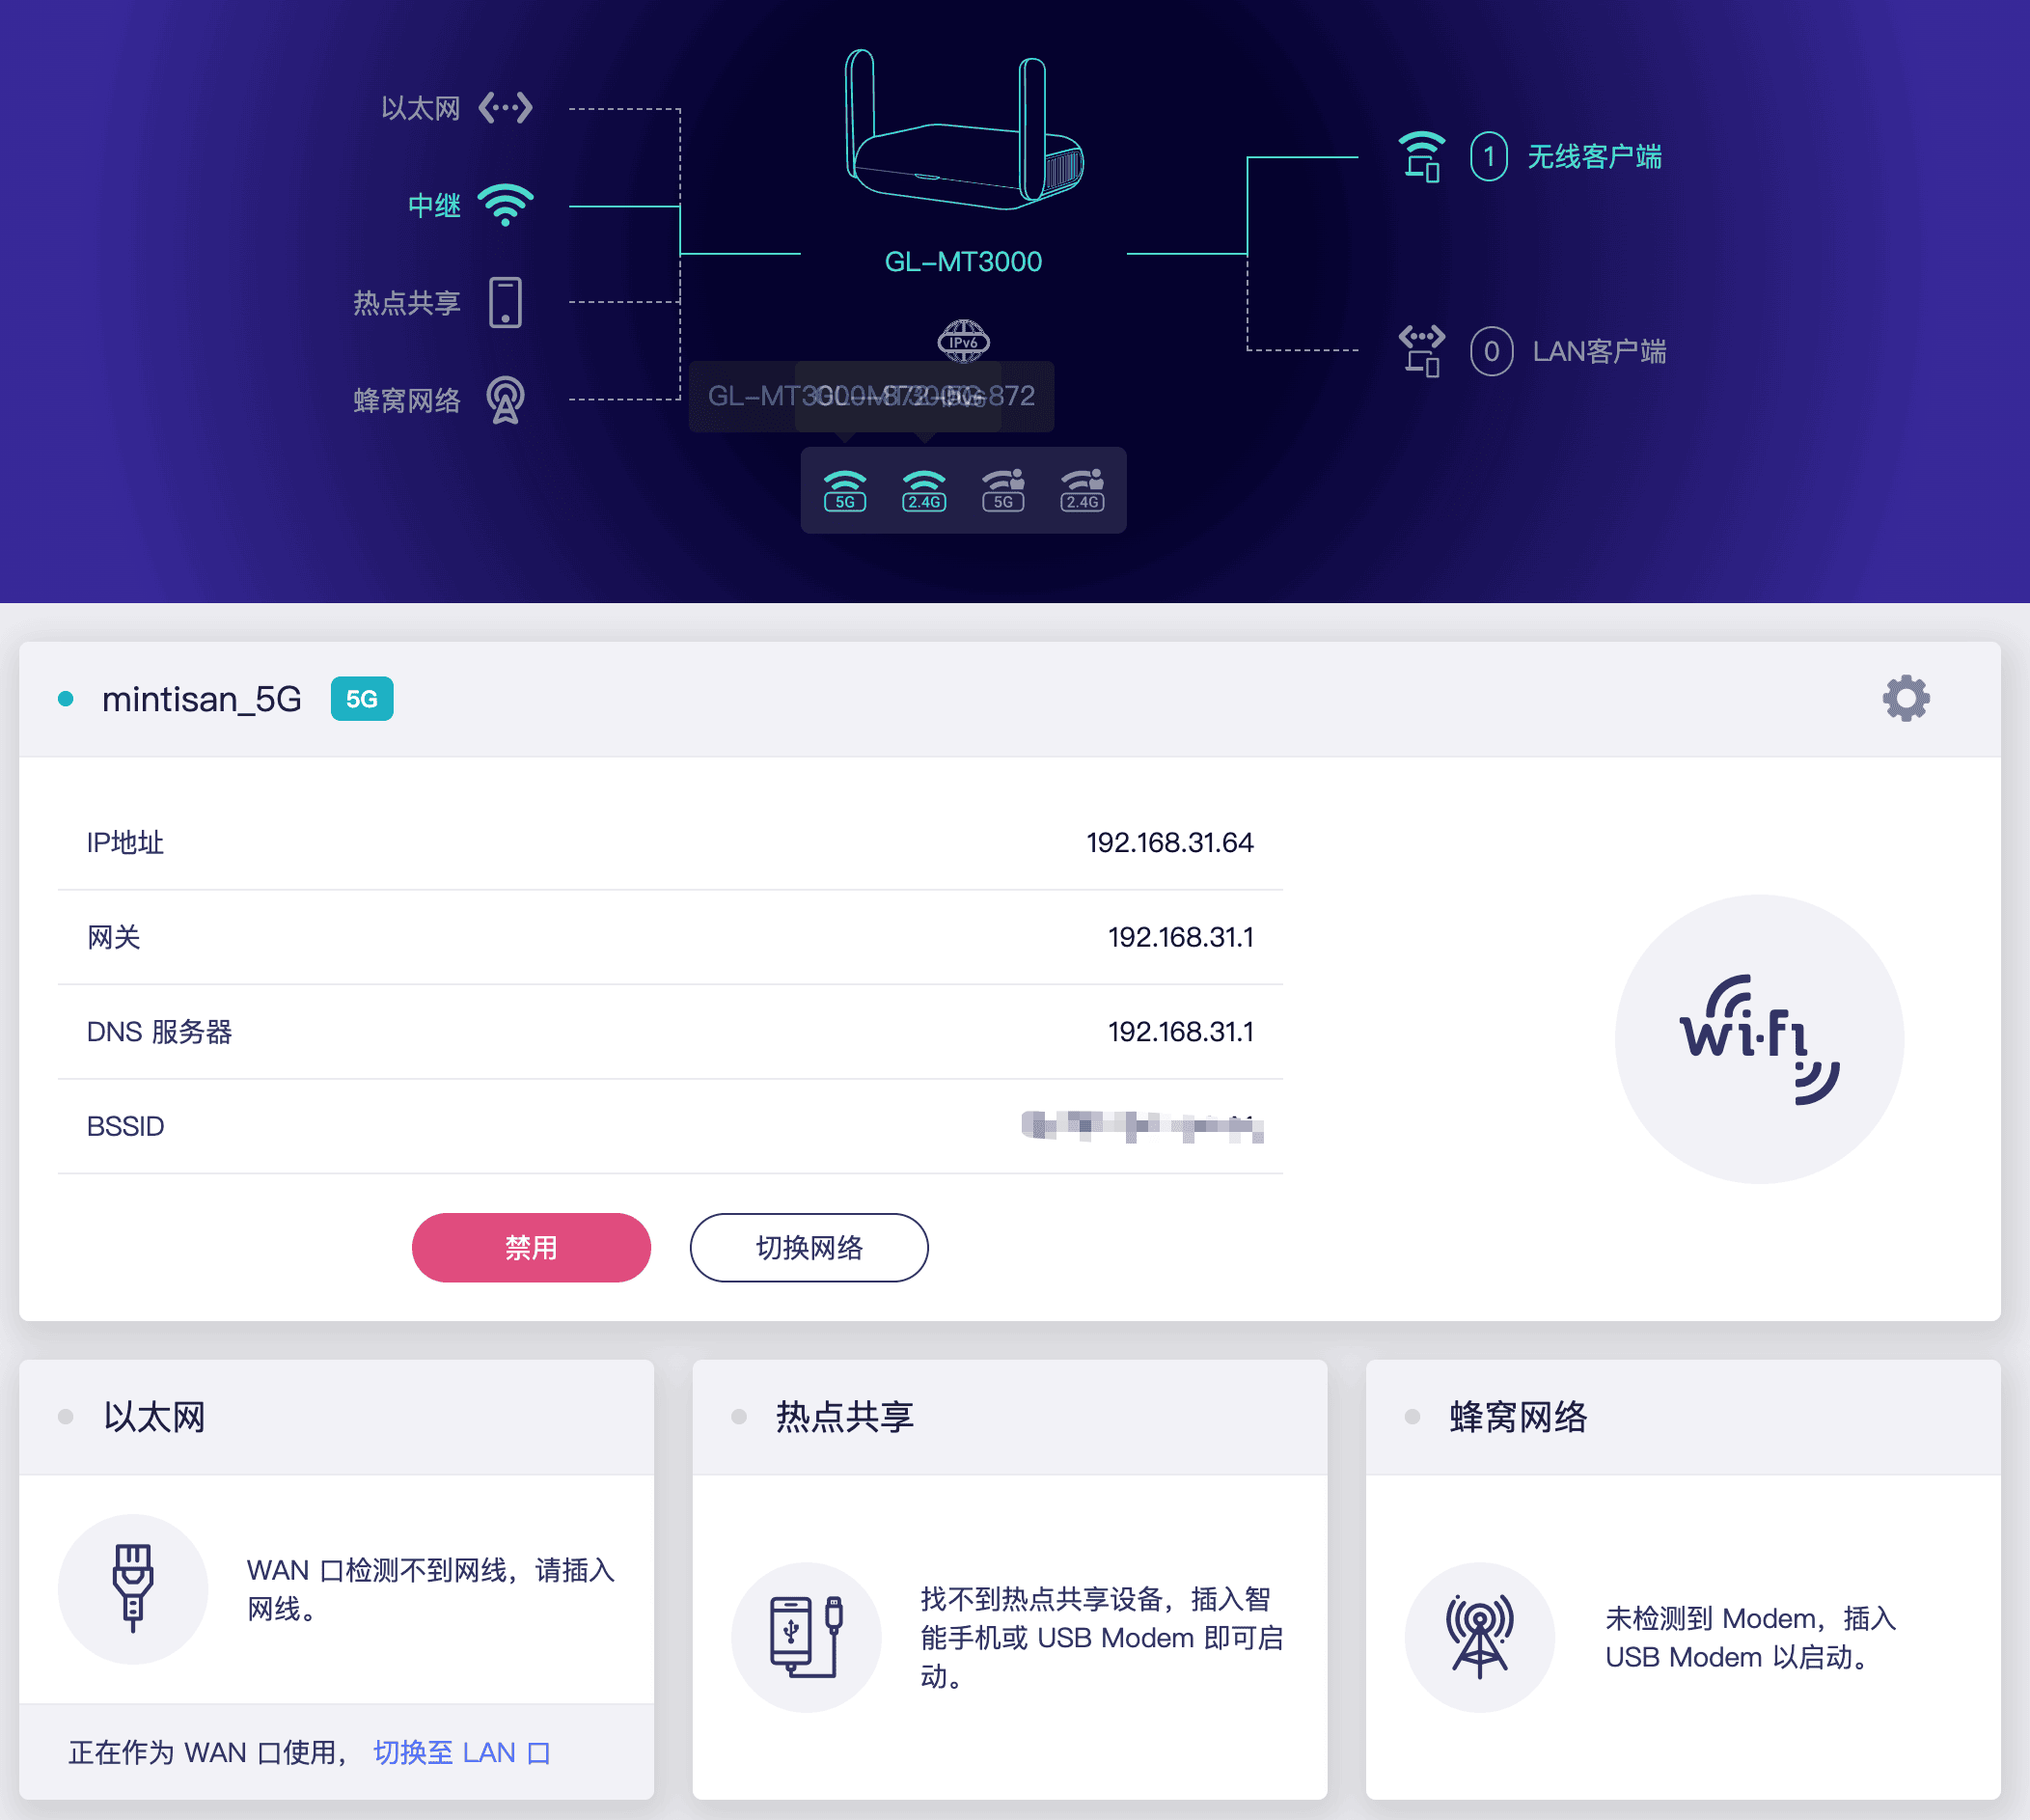 以太网
中继
热点共享
蜂窝网络
GL-MT3000
IPv6
5G
2.4G
5G
2.4G
1 无线客户端
0 LAN客户端
mintisan_5G 5G
IP地址 192.168.31.64
网关 192.168.31.1
DNS 服务器 192.168.31.1
BSSID
Wi-Fi
禁用 切换网络
以太网
WAN 口检测不到网线，请插入
网线。
正在作为 WAN 口使用， 切换至 LAN 口
热点共享
找不到热点共享设备，插入智
能手机或 USB Modem 即可启
动。
蜂窝网络
未检测到 Modem，插入
USB Modem 以启动。